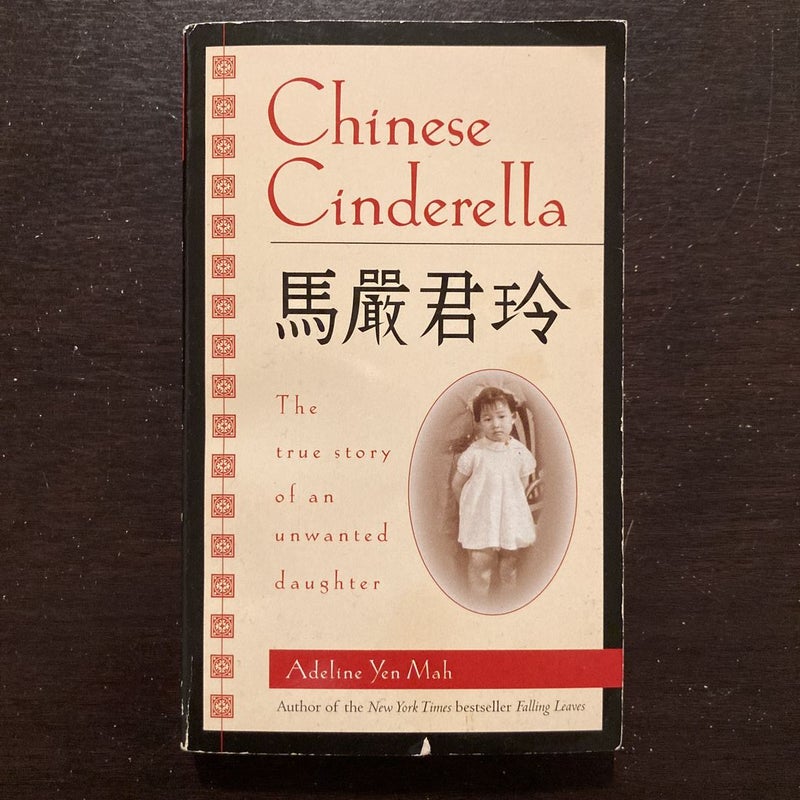 Chinese
Cinderella
馬嚴君玲
The
true story
of an
unwanted
daughter
Adeline Yen Mah
Author of the New York Times bestseller Falling Leaves